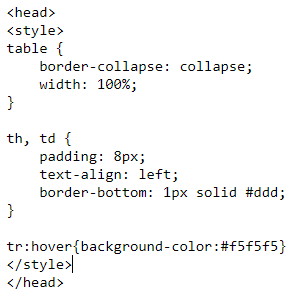 <head>
<style>
table {
    border-collapse: collapse;
    width: 100%;
}

th, td {
    padding: 8px;
    text-align: left;
    border-bottom: 1px solid #ddd;
}

tr:hover{background-color:#f5f5f5}
</style>
</head>